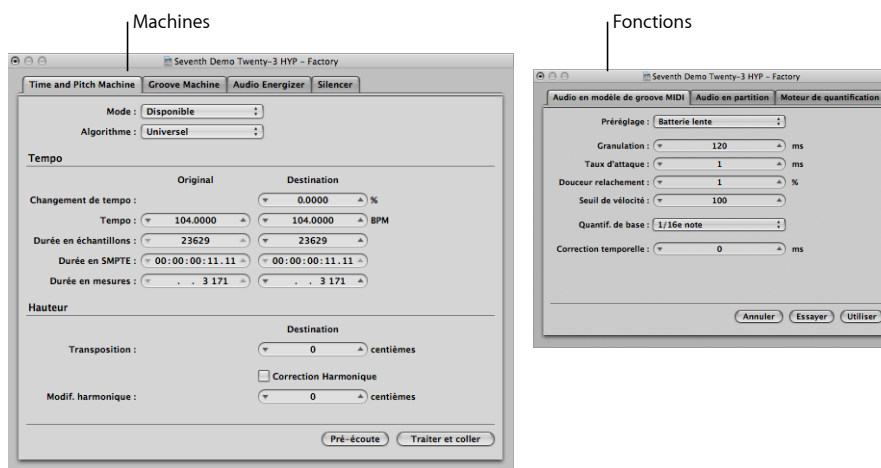 Machines
Seventh Demo Twenty-3 HYP – Factory
Time and Pitch Machine Groove Machine Audio Energizer Silencer
Mode : Disponible
Algorithme : Universel
Tempo
Original Destination
Changement de tempo : 0.0000 %
Tempo : 104.0000 104.0000 BPM
Durée en échantillons : 23629 23629
Durée en SMPTE : 00:00:00:11.11 00:00:00:11.11
Durée en mesures : . . 3 171 . . 3 171
Hauteur
Destination
Transposition : 0 centièmes
Correction Harmonique
Modif. harmonique : 0 centièmes
Pré-écoute Traiter et coller
Fonctions
Seventh Demo Twenty-3 HYP – Factory
Audio en modèle de groove MIDI Audio en partition Moteur de quantification
Préréglage : Batterie lente
Granulation : 120 ms
Taux d'attaque : 1 ms
Douceur relachement : 1 %
Seuil de vélocité : 100
Quantif. de base : 1/16e note
Correction temporelle : 0 ms
Annuler Essayer Utiliser